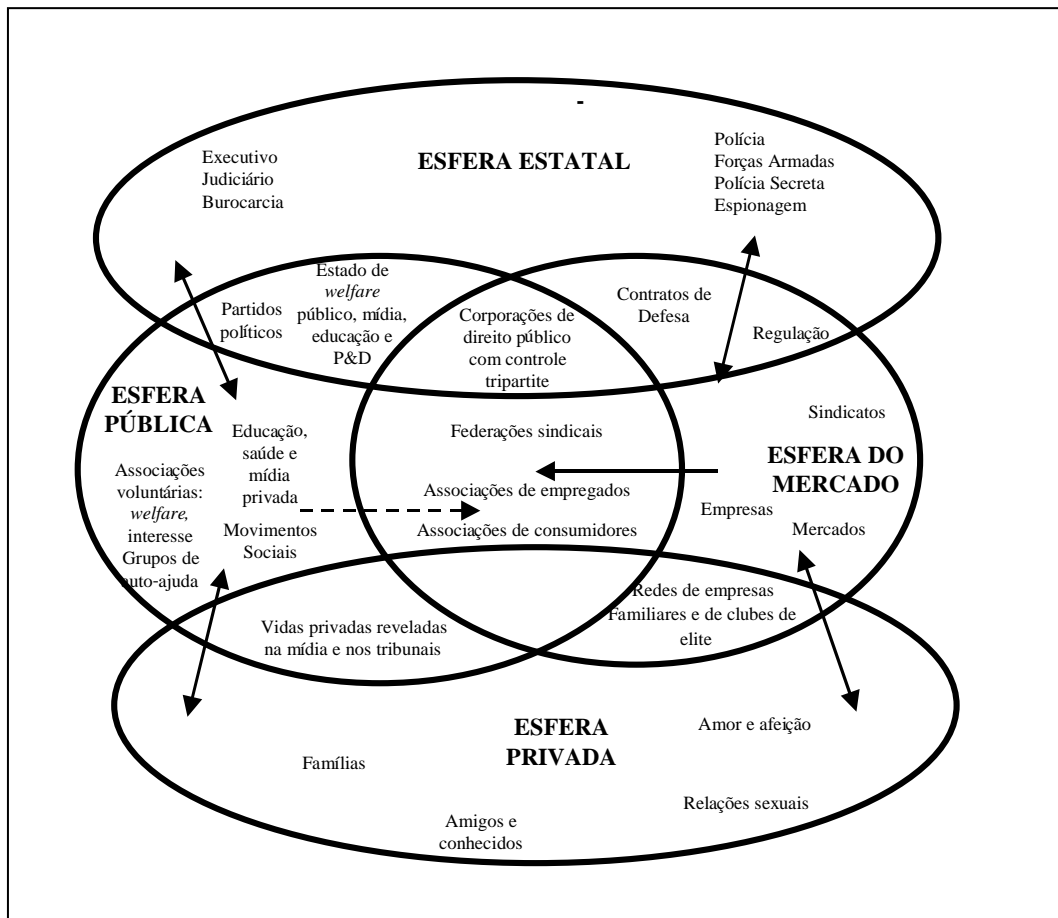 -
Executivo
Judiciário
Burocarcia
ESFERA ESTATAL
Polícia
Forças Armadas
Polícia Secreta
Espionagem
Partidos
políticos
Estado de
welfare
público, mídia,
educação e
P&D
Corporações de
direito público
com controle
tripartite
Contratos de
Defesa
Regulação
ESFERA
PÚBLICA
Associações
voluntárias:
welfare,
interesse
Grupos de
auto-ajuda
Educação,
saúde e
mídia
privada
Movimentos
Sociais
Federações sindicais
Associações de empregados
Associações de consumidores
Sindicatos
ESFERA DO
MERCADO
Empresas
Mercados
Vidas privadas reveladas
na mídia e nos tribunais
Redes de empresas
Familiares e de clubes de
elite
ESFERA
PRIVADA
Amor e afeição
Famílias
Relações sexuais
Amigos e
conhecidos